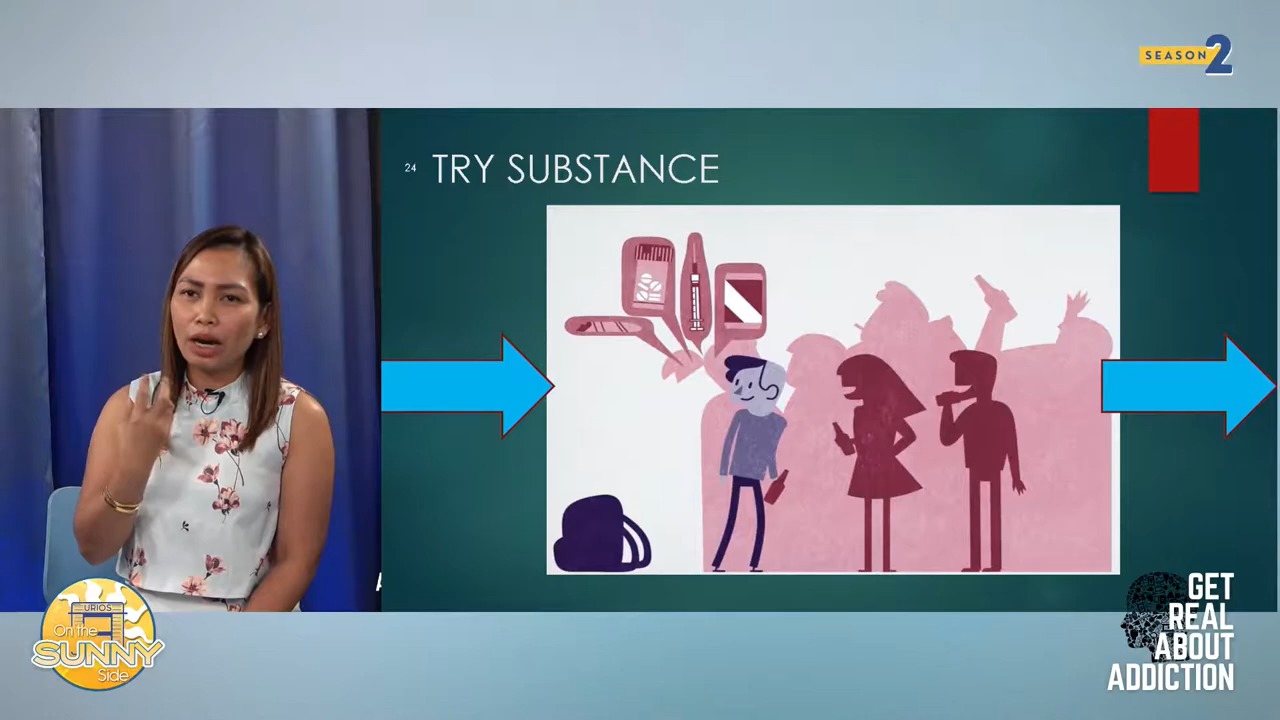 SEASON 2
24 TRY SUBSTANCE
URIOS
On the
SUNNY
Side
GET
REAL
ABOUT
ADDICTION